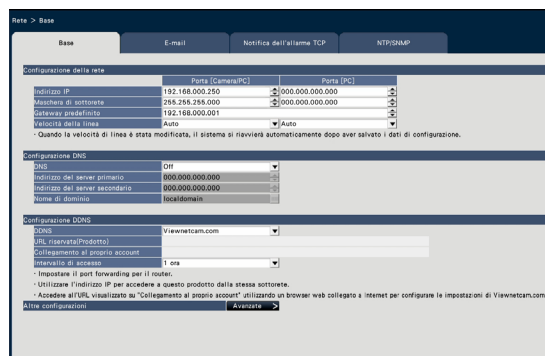 Rete > Base
Base E-mail Notifica dell'allarme TCP NTP/SNMP
Configurazione della rete
Porta [Camera/PC] Porta [PC]
Indirizzo IP 192.168.000.250 000.000.000.000
Maschera di sottorete 255.255.255.000 000.000.000.000
Gateway predefinito 192.168.000.001
Velocità della linea Auto Auto
· Quando la velocità di linea é stata modificata, il sistema si riavvierà automaticamente dopo aver salvato i dati di configurazione.
Configurazione DNS
DNS Off
Indirizzo del server primario 000.000.000.000
Indirizzo del server secondario 000.000.000.000
Nome di dominio localdomain
Configurazione DDNS
DDNS Viewnetcam.com
URL riservata(Prodotto)
Collegamento al proprio account
Intervallo di accesso 1 ora
· Impostare il port forwarding per il router.
· Utilizzare l'indirizzo IP per accedere a questo prodotto dalla stessa sottorete.
· Accedere all'URL visualizzato su "Collegamento al proprio account" utilizzando un browser web collegato a internet per configurare le impostazioni di Viewnetcam.com
Altre configurazioni Avanzate >